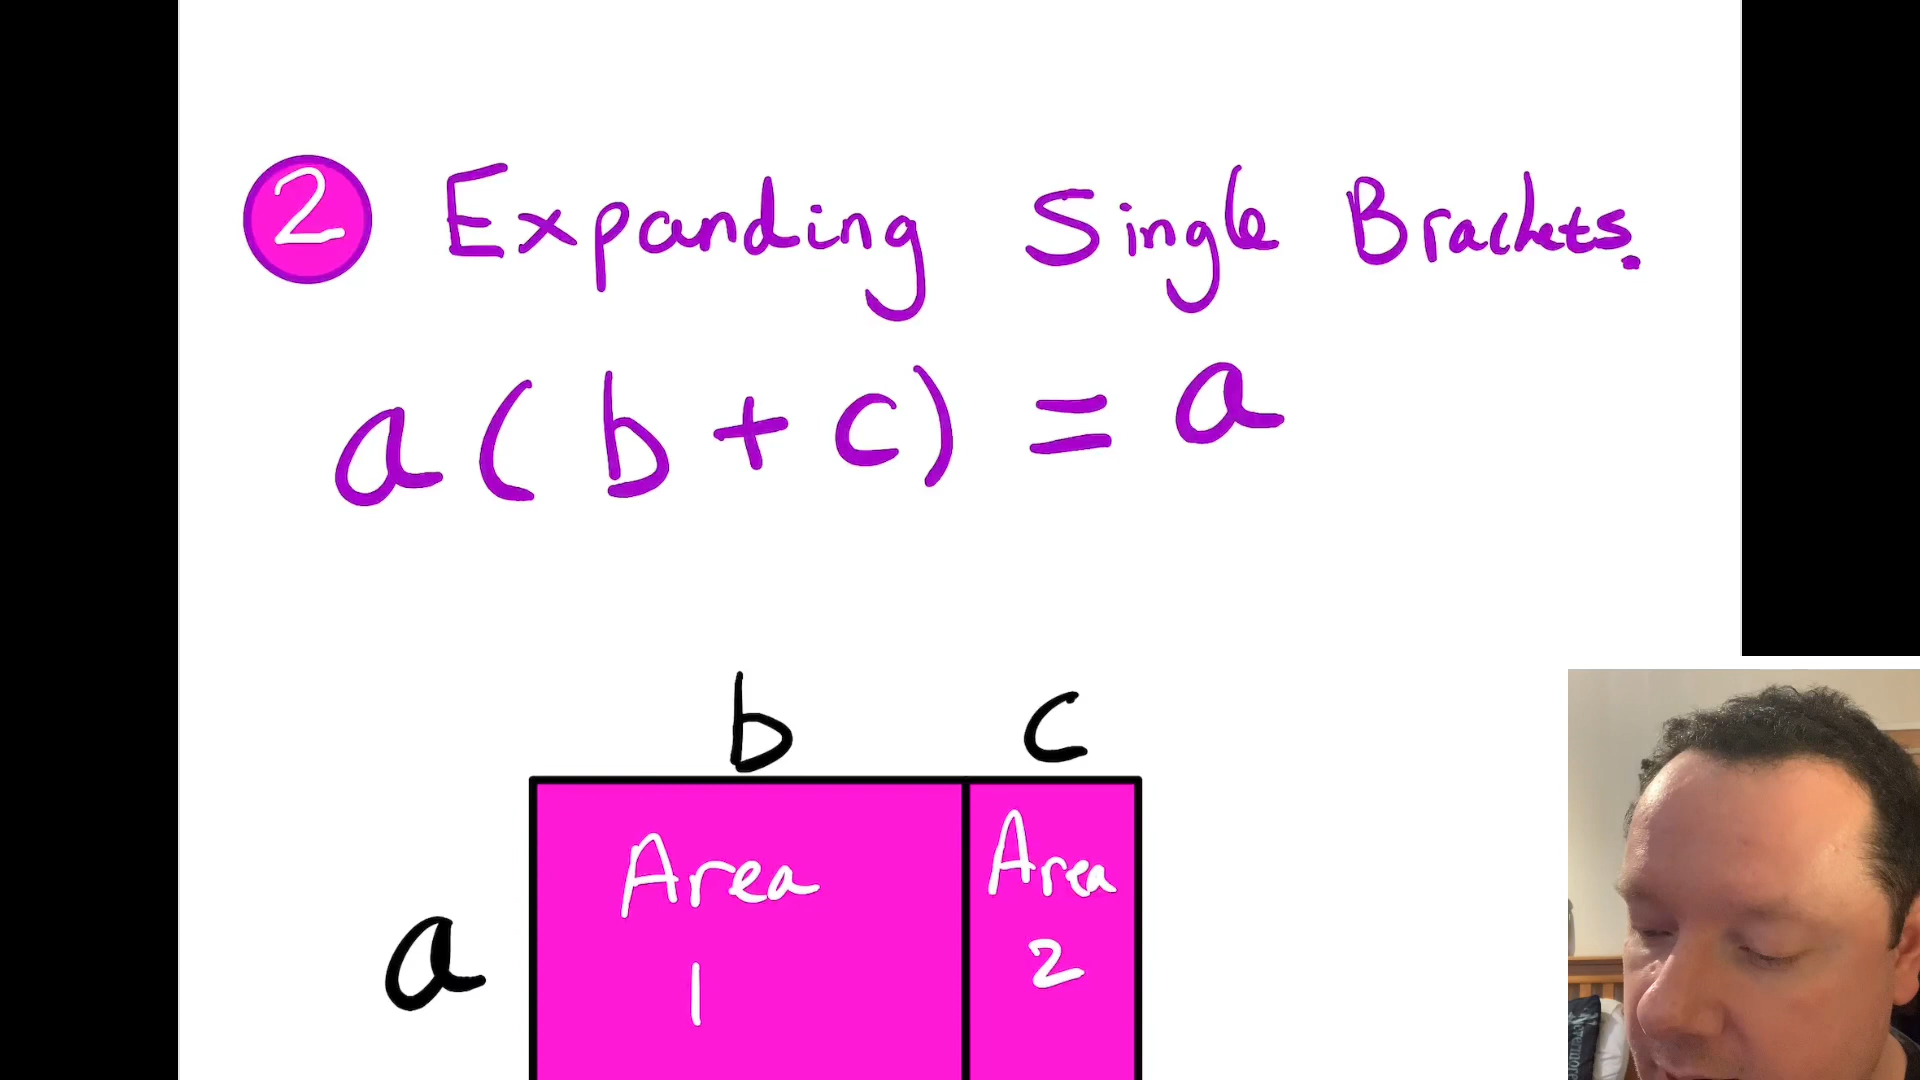 2 Expanding Single Brackets.
a(b+c) = a
b c
Area Area
1 2
a